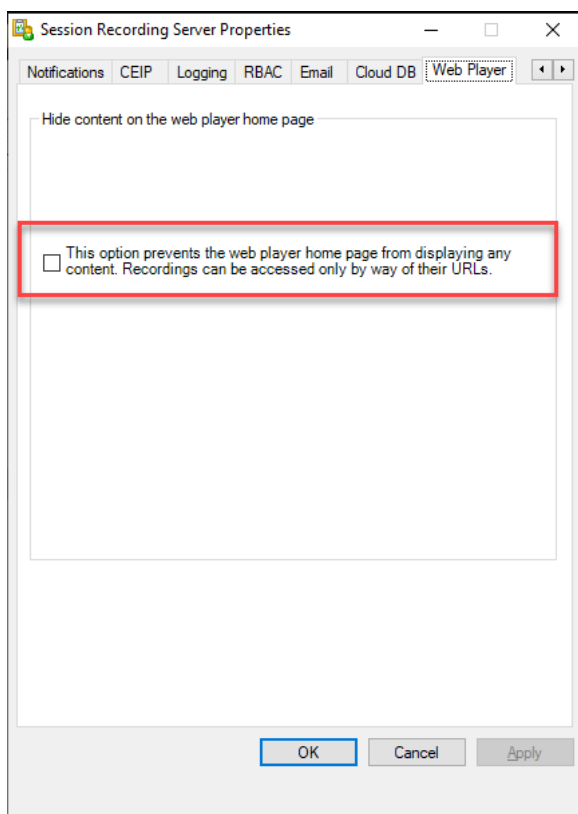 Session Recording Server Properties
Notifications CEIP Logging RBAC Email Cloud DB Web Player
Hide content on the web player home page
This option prevents the web player home page from displaying any
content. Recordings can be accessed only by way of their URLs.
OK Cancel Apply